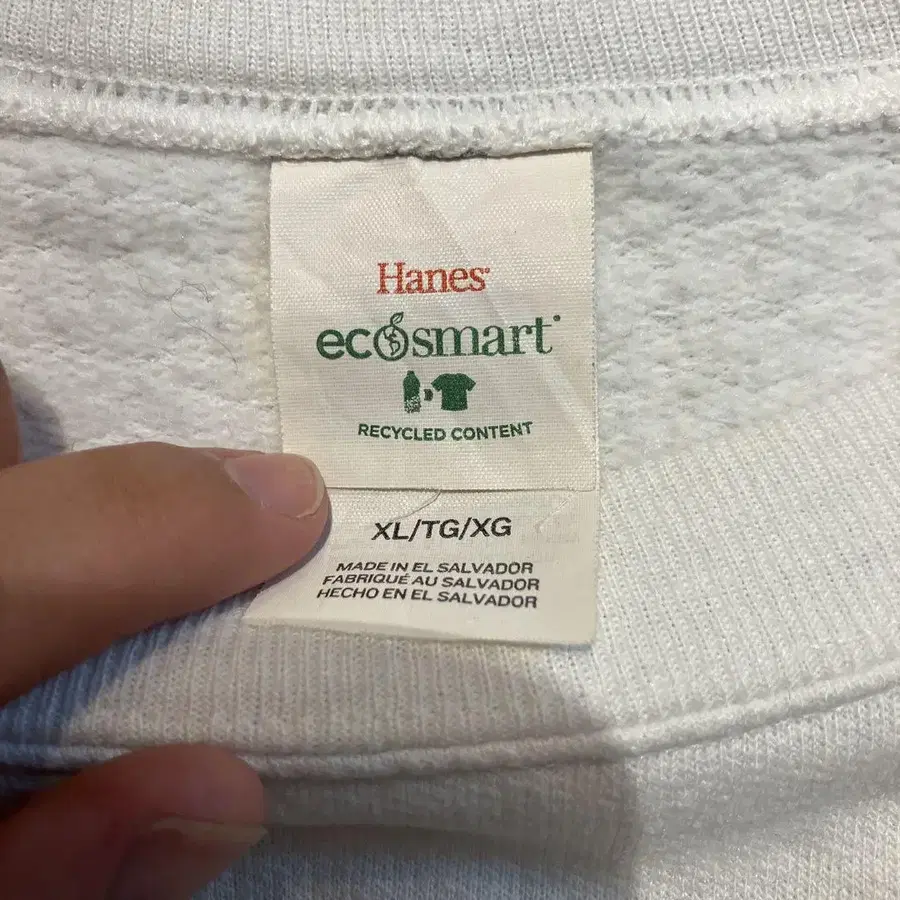 Hanes®
ecosmart®
RECYCLED CONTENT
XL/TG/XG
MADE IN EL SALVADOR
FABRIQUÉ AU SALVADOR
HECHO EN EL SALVADOR